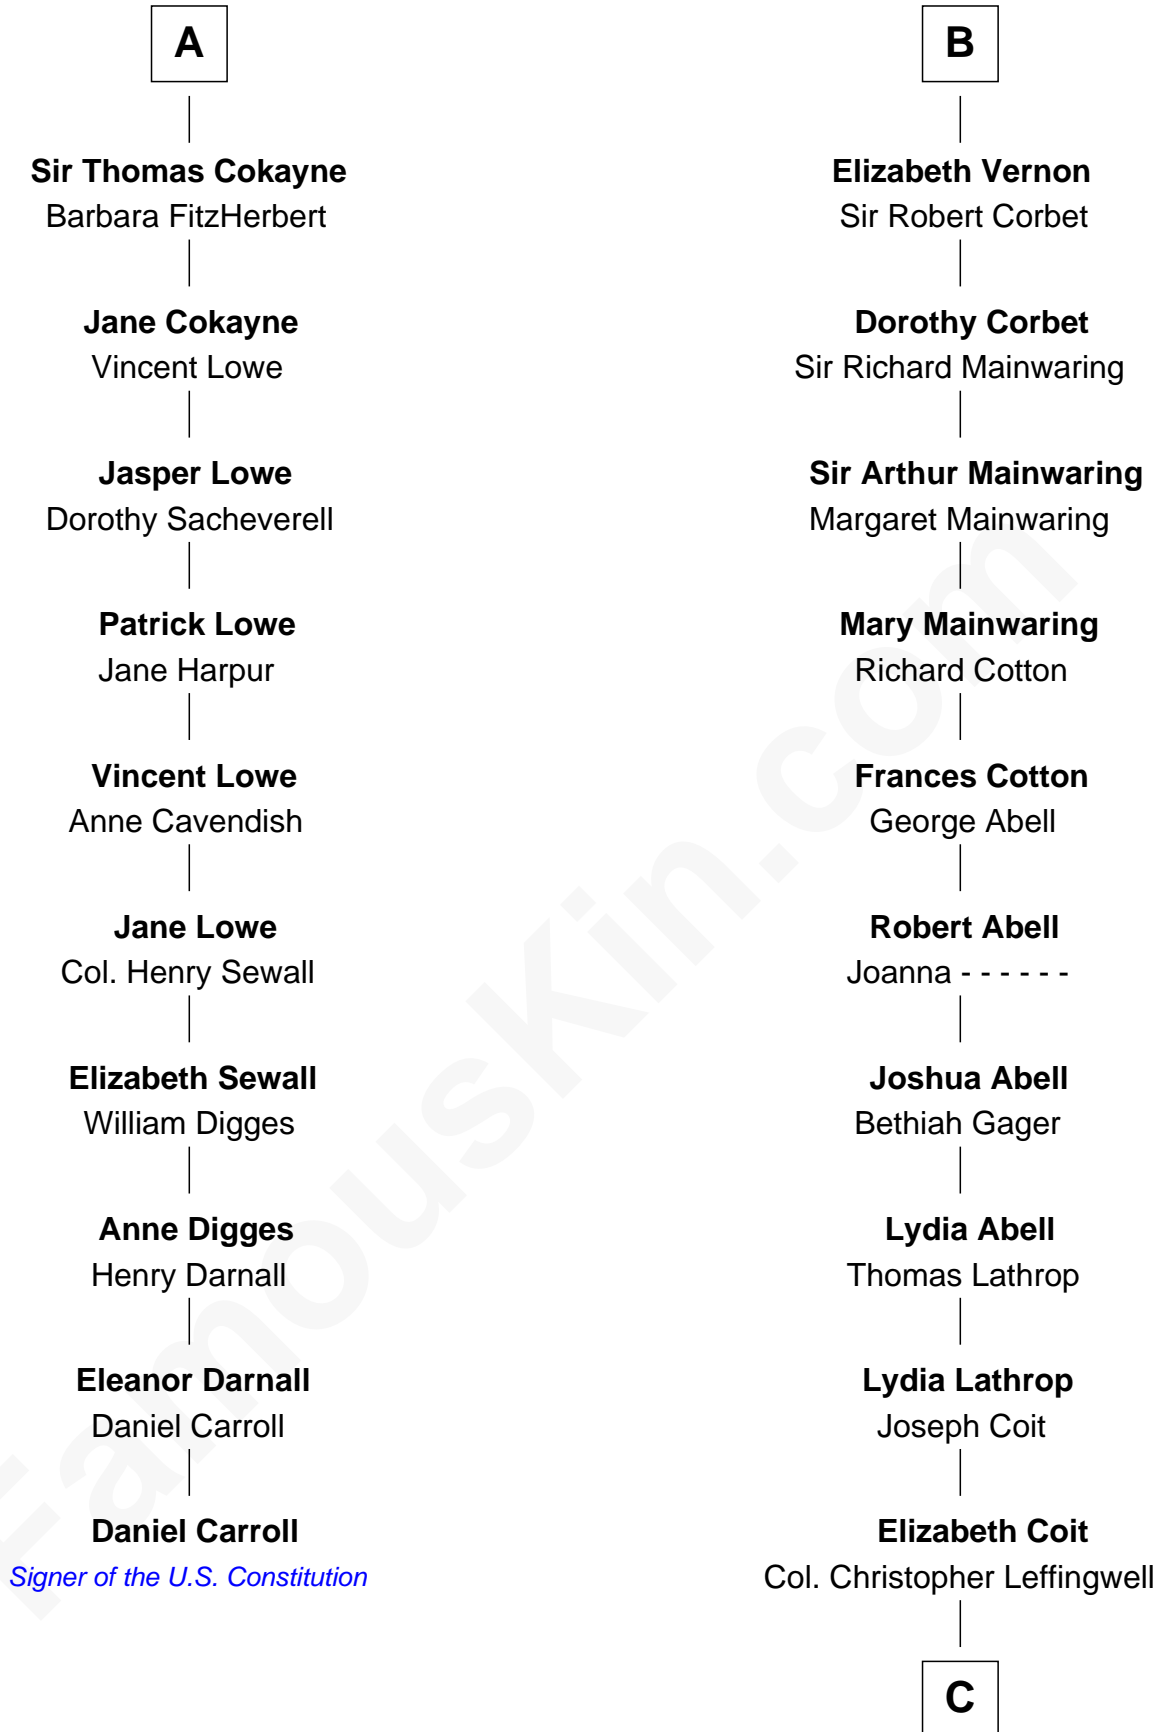 A
Sir Thomas Cokayne
Barbara FitzHerbert
Jane Cokayne
Vincent Lowe
Jasper Lowe
Dorothy Sacheverell
Patrick Lowe
Jane Harpur
Vincent Lowe
Anne Cavendish
Jane Lowe
Col. Henry Sewall
Elizabeth Sewall
William Digges
Anne Digges
Henry Darnall
Eleanor Darnall
Daniel Carroll
Daniel Carroll
Signer of the U.S. Constitution
B
Elizabeth Vernon
Sir Robert Corbet
Dorothy Corbet
Sir Richard Mainwaring
Sir Arthur Mainwaring
Margaret Mainwaring
Mary Mainwaring
Richard Cotton
Frances Cotton
George Abell
Robert Abell
Joanna - - - - - -
Joshua Abell
Bethiah Gager
Lydia Abell
Thomas Lathrop
Lydia Lathrop
Joseph Coit
Elizabeth Coit
Col. Christopher Leffingwell
C
FamousKin.com